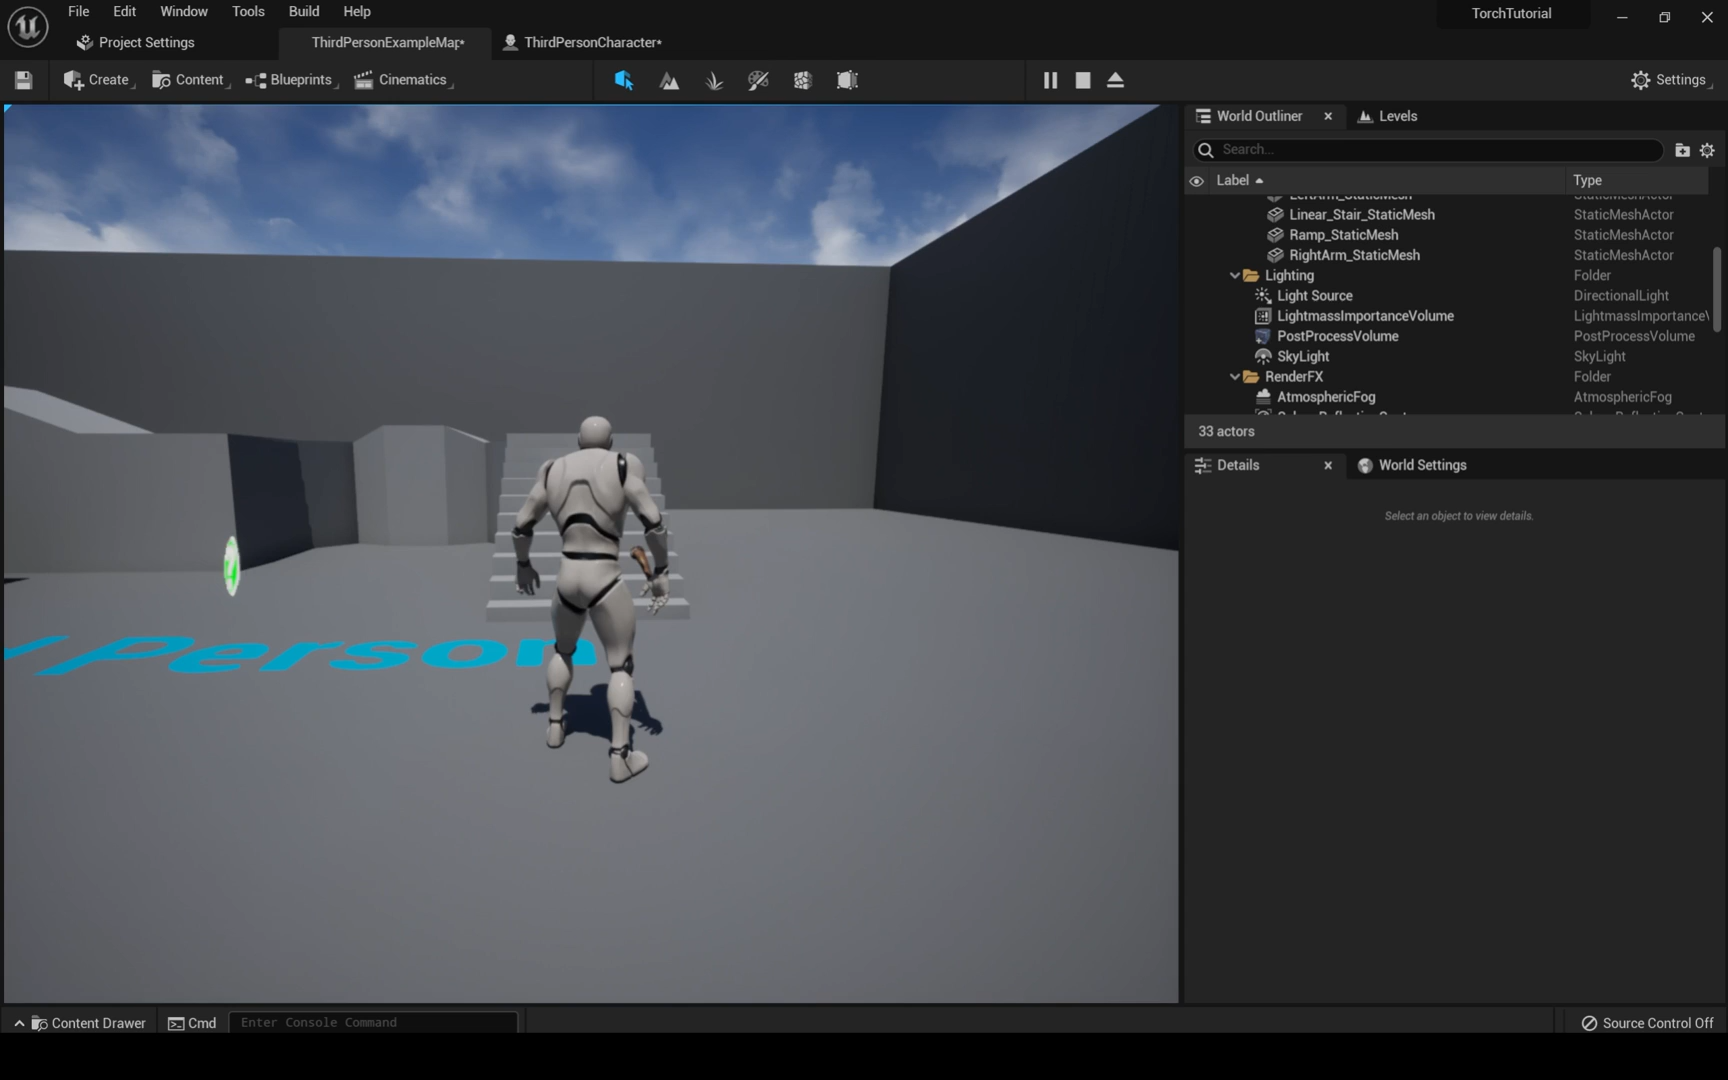 File Edit Window Tools Build Help
TorchTutorial
Project Settings
ThirdPersonExampleMap*
ThirdPersonCharacter*
Create
Content
Blueprints
Cinematics
Settings
World Outliner
Levels
Search...
Label Type
LeftArm_StaticMesh StaticMeshActor
Linear_Stair_StaticMesh StaticMeshActor
Ramp_StaticMesh StaticMeshActor
RightArm_StaticMesh StaticMeshActor
Lighting Folder
Light Source DirectionalLight
LightmassImportanceVolume LightmassImportanceV
PostProcessVolume PostProcessVolume
SkyLight SkyLight
RenderFX Folder
AtmosphericFog AtmosphericFog
33 actors
Details
World Settings
Select an object to view details.
Person
Content Drawer
Cmd
Enter Console Command
Source Control Off